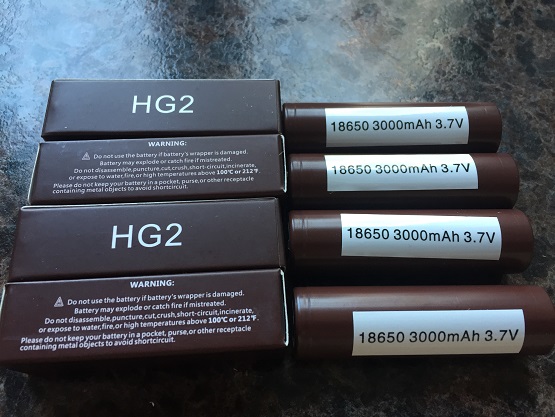 HG2
WARNING:
⚠ Do not use the battery if battery's wrapper is damaged.
Battery may explode or catch fire if mistreated.
Do not disassemble,puncture,cut,crush,short-circuit,incinerate,
or expose to water,fire,or high temperatures above 100℃ or 212℉.
Please do not keep your battery in a pocket, purse,or other receptacle
containing metal objects to avoid shortcircuit.
HG2
WARNING:
⚠ Do not use the battery if battery's wrapper is damaged.
Battery may explode or catch fire if mistreated.
Do not disassemble,puncture,cut,crush,short-circuit,incinerate,
or expose to water,fire,or high temperatures above 100℃ or 212℉.
Please do not keep your battery in a pocket, purse,or other receptacle
containing metal objects to avoid shortcircuit.
18650 3000mAh 3.7V
18650 3000mAh 3.7V
18650 3000mAh 3.7V
18650 3000mAh 3.7V